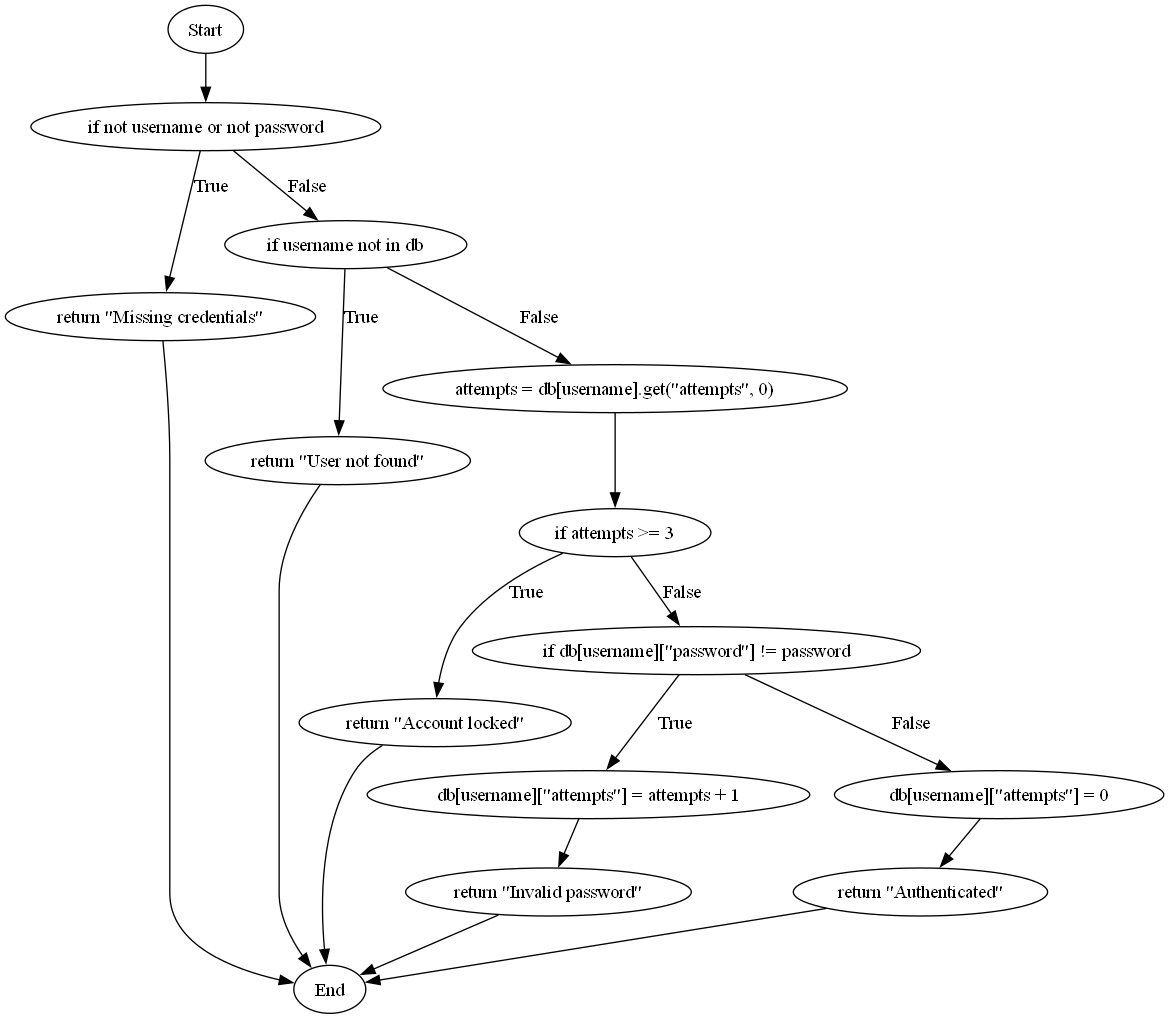 Start
if not username or not password
True
False
if username not in db
return "Missing credentials"
True
False
attempts = db[username].get("attempts", 0)
return "User not found"
if attempts >= 3
True
False
if db[username]["password"] != password
return "Account locked"
True
False
db[username]["attempts"] = attempts + 1
db[username]["attempts"] = 0
return "Invalid password"
return "Authenticated"
End